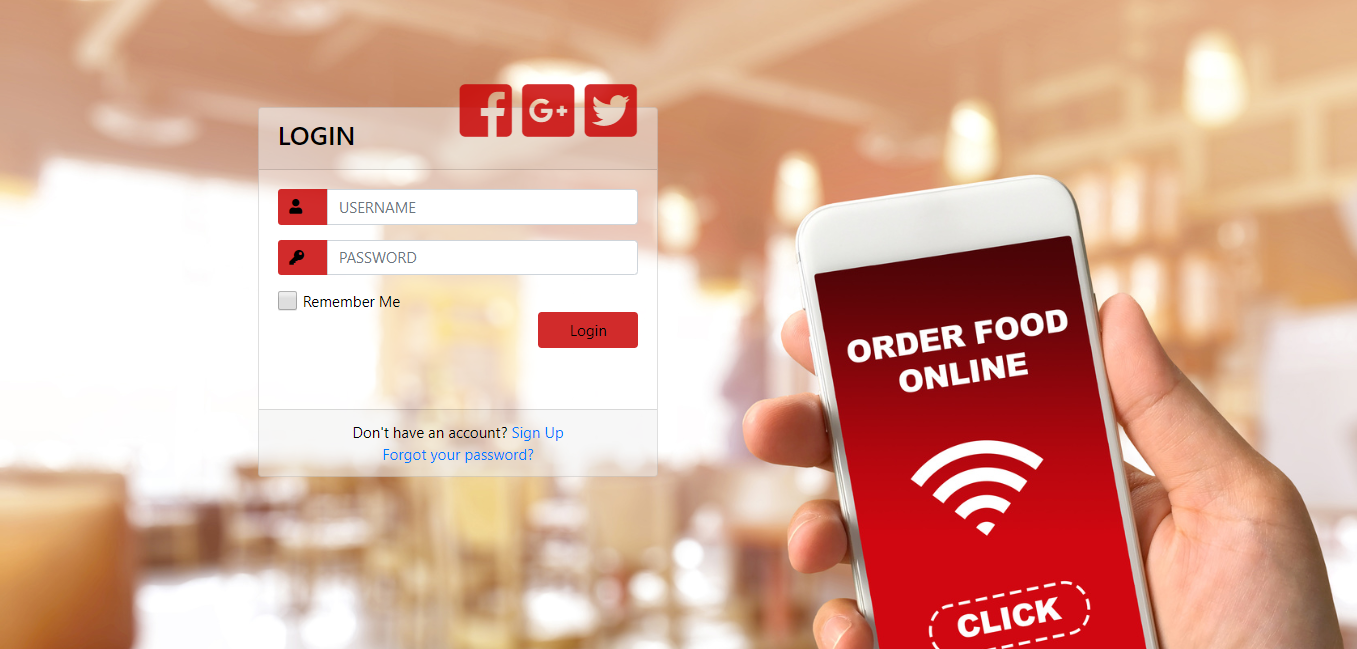 LOGIN
G+
USERNAME
PASSWORD
Remember Me
Login
Don't have an account? Sign Up
Forgot your password?
ORDER FOOD
ONLINE
CLICK